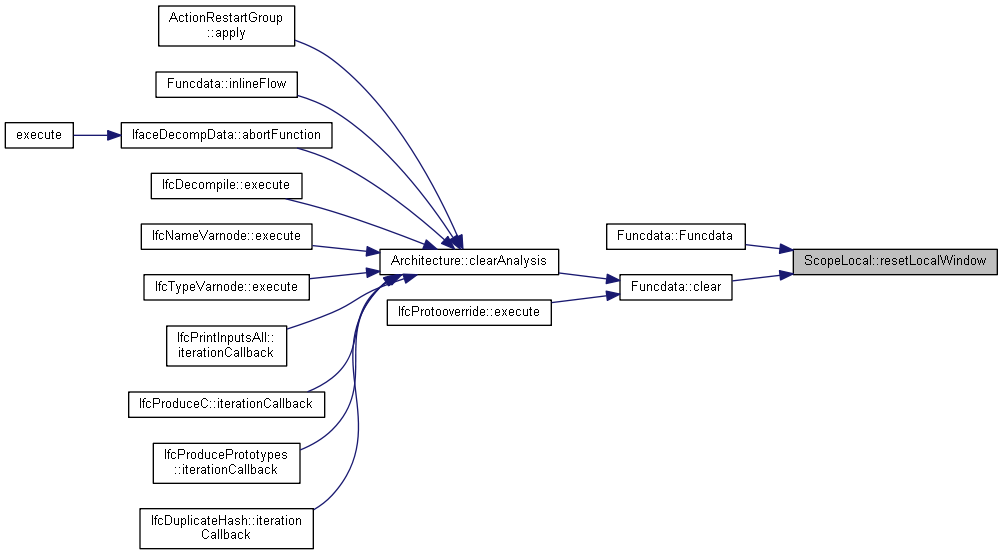 ActionRestartGroup
::apply
Funcdata::inlineFlow
execute
IfaceDecompData::abortFunction
IfcDecompile::execute
IfcNameVarnode::execute
Funcdata::Funcdata
Architecture::clearAnalysis
ScopeLocal::resetLocalWindow
IfcTypeVarnode::execute
Funcdata::clear
IfcProtooverride::execute
IfcPrintInputsAll::
iterationCallback
IfcProduceC::iterationCallback
IfcProducePrototypes
::iterationCallback
IfcDuplicateHash::iteration
Callback